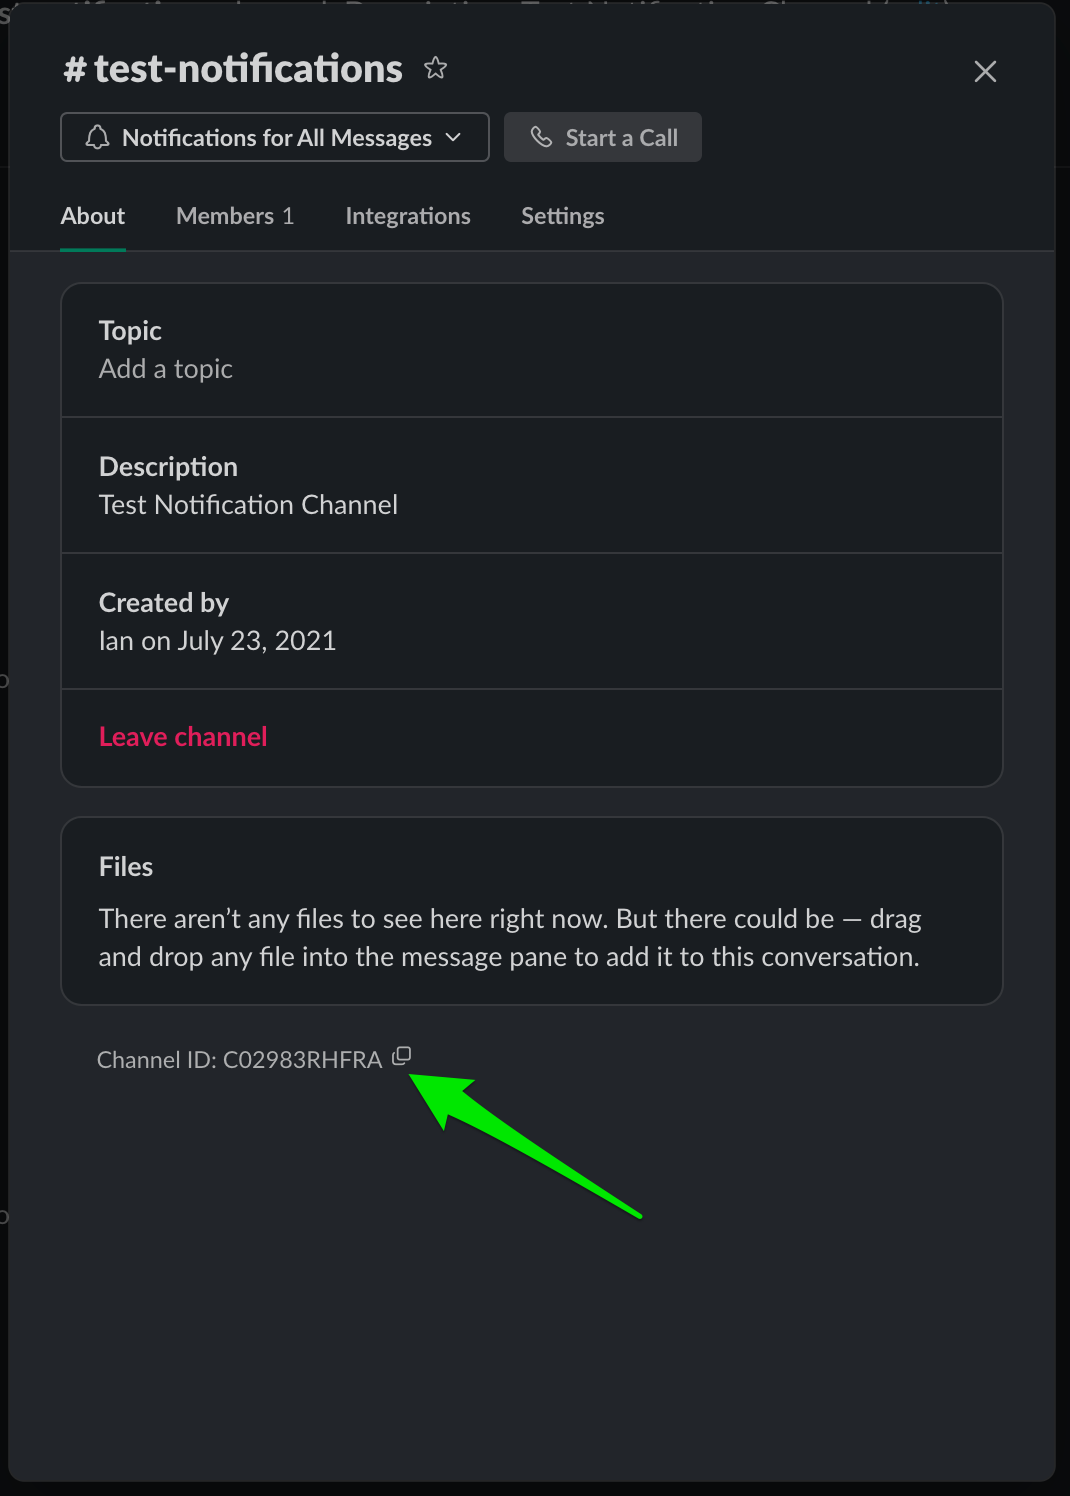 # test-notifications
Notifications for All Messages
Start a Call
About Members 1 Integrations Settings
Topic
Add a topic
Description
Test Notification Channel
Created by
Ian on July 23, 2021
Leave channel
Files
There aren’t any files to see here right now. But there could be — drag
and drop any file into the message pane to add it to this conversation.
Channel ID: C02983RHFRA